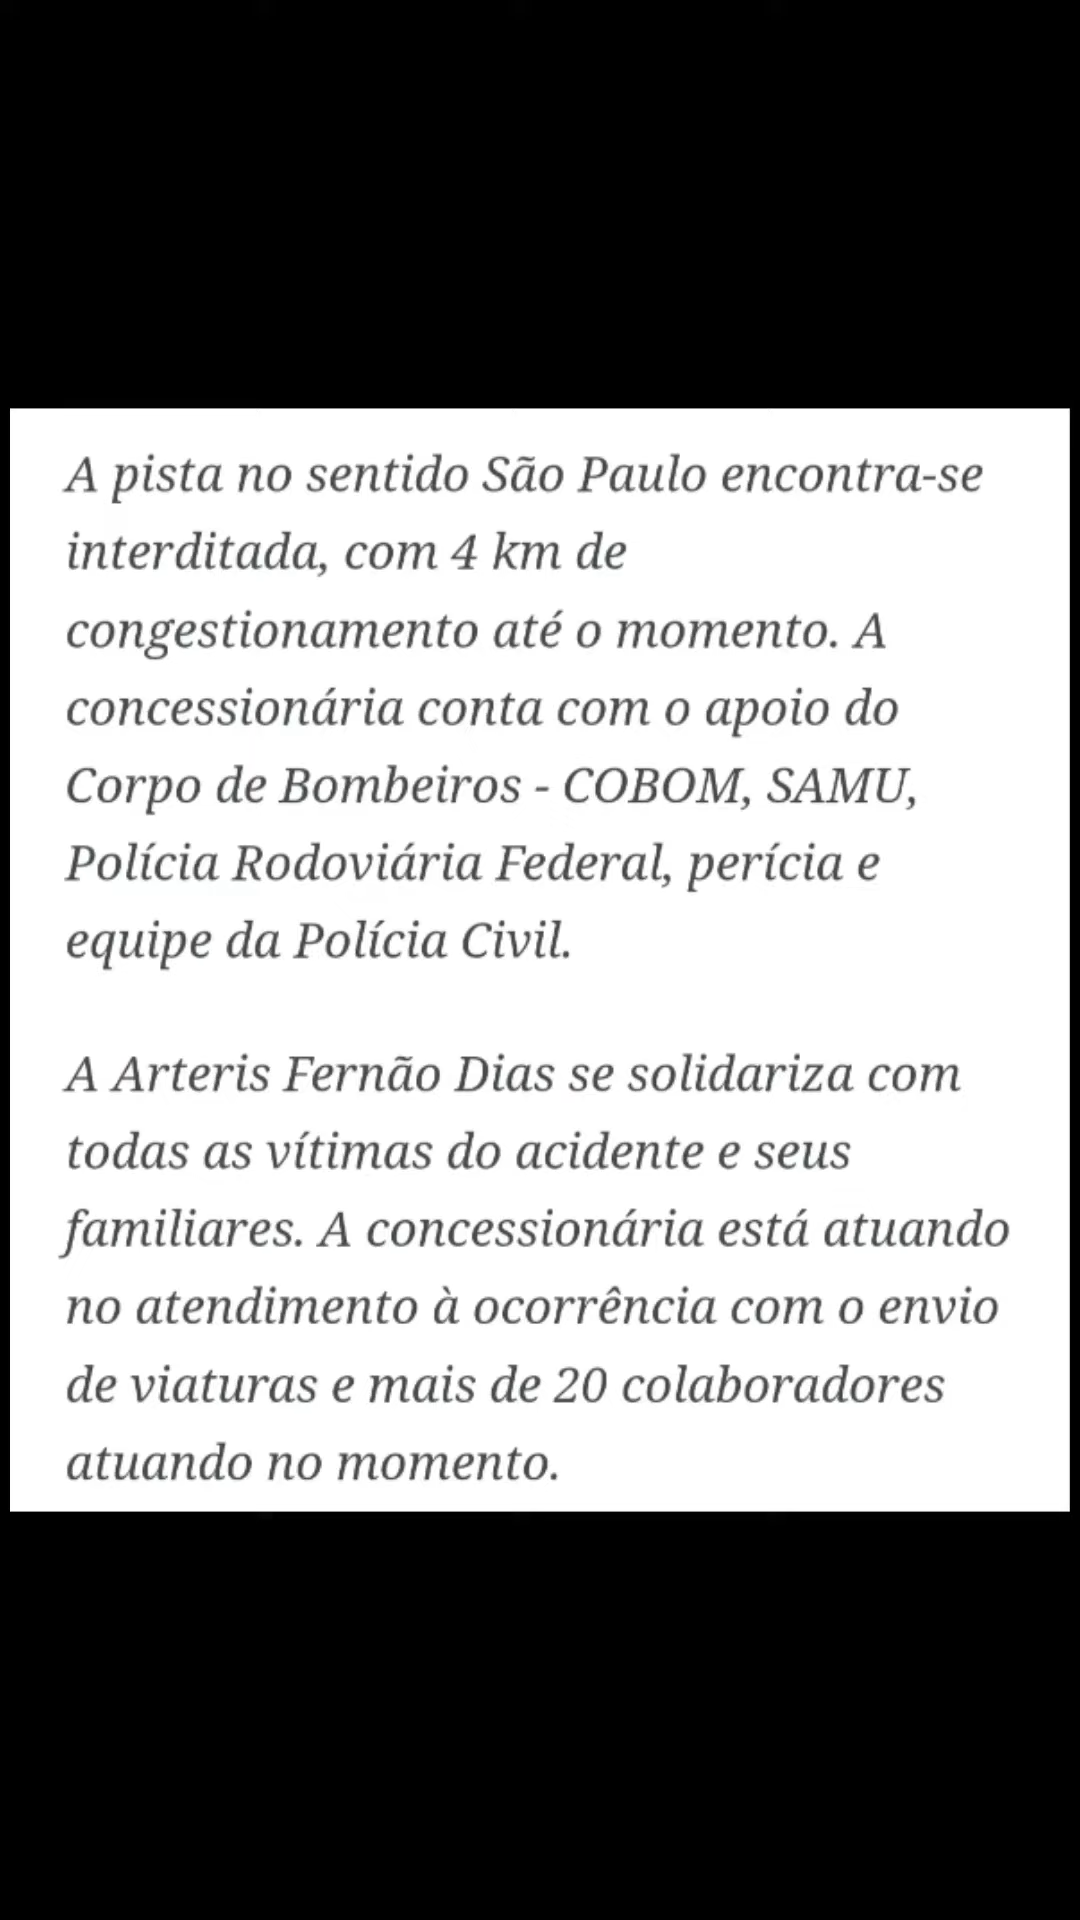 A pista no sentido São Paulo encontra-se
interditada, com 4 km de
congestionamento até o momento. A
concessionária conta com o apoio do
Corpo de Bombeiros - COBOM, SAMU,
Polícia Rodoviária Federal, perícia e
equipe da Polícia Civil.
A Arteris Fernão Dias se solidariza com
todas as vítimas do acidente e seus
familiares. A concessionária está atuando
no atendimento à ocorrência com o envio
de viaturas e mais de 20 colaboradores
atuando no momento.